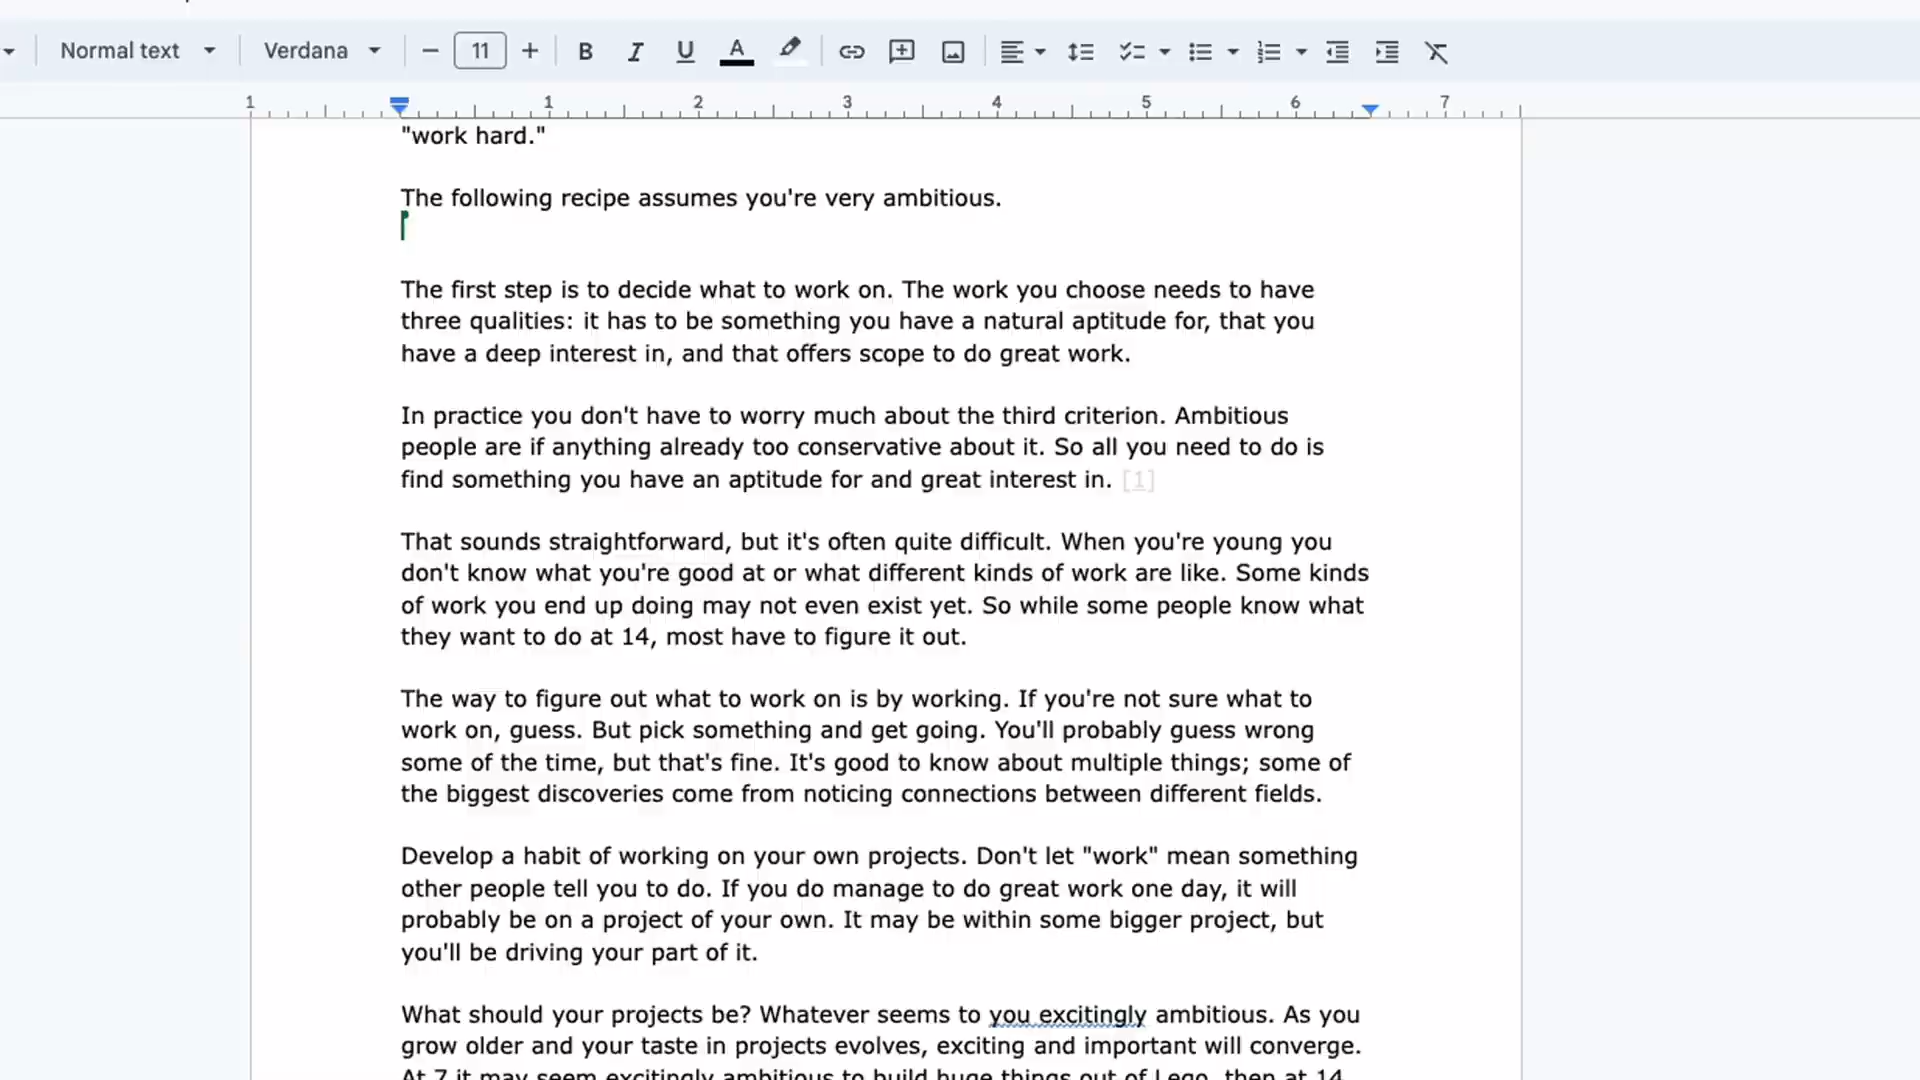 Normal text Verdana 11 B I U A
1 1 2 3 4 5 6 7
"work hard."
The following recipe assumes you're very ambitious.
The first step is to decide what to work on. The work you choose needs to have
three qualities: it has to be something you have a natural aptitude for, that you
have a deep interest in, and that offers scope to do great work.
In practice you don't have to worry much about the third criterion. Ambitious
people are if anything already too conservative about it. So all you need to do is
find something you have an aptitude for and great interest in. [1]
That sounds straightforward, but it's often quite difficult. When you're young you
don't know what you're good at or what different kinds of work are like. Some kinds
of work you end up doing may not even exist yet. So while some people know what
they want to do at 14, most have to figure it out.
The way to figure out what to work on is by working. If you're not sure what to
work on, guess. But pick something and get going. You'll probably guess wrong
some of the time, but that's fine. It's good to know about multiple things; some of
the biggest discoveries come from noticing connections between different fields.
Develop a habit of working on your own projects. Don't let "work" mean something
other people tell you to do. If you do manage to do great work one day, it will
probably be on a project of your own. It may be within some bigger project, but
you'll be driving your part of it.
What should your projects be? Whatever seems to you excitingly ambitious. As you
grow older and your taste in projects evolves, exciting and important will converge.
At 7 it may seem excitingly ambitious to build huge things out of Lego, then at 14